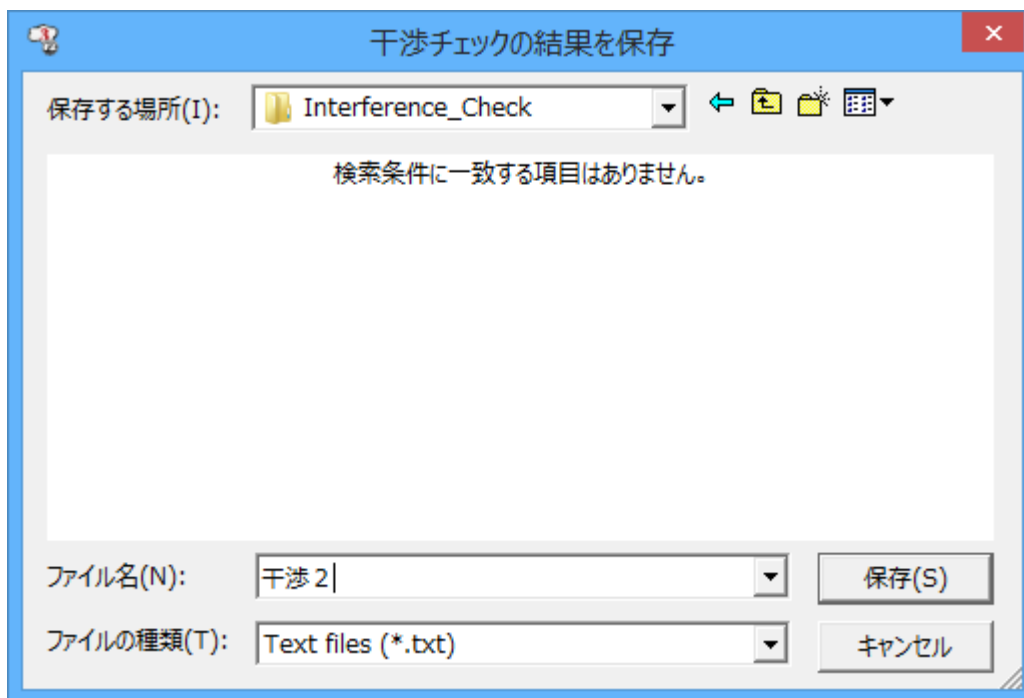 干渉チェックの結果を保存
保存する場所(I): Interference_Check
検索条件に一致する項目はありません。
ファイル名(N): 干渉２ 保存(S)
ファイルの種類(T): Text files (*.txt) キャンセル